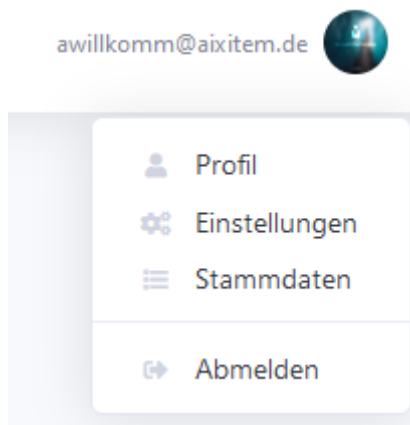 awillkomm@aixitem.de
Profil
Einstellungen
Stammdaten
Abmelden